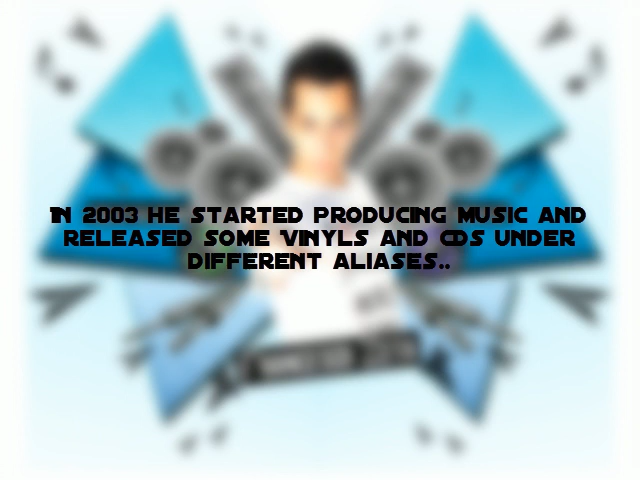 In 2003 he started producing music and
released some vinyls and CDs under
different aliases..